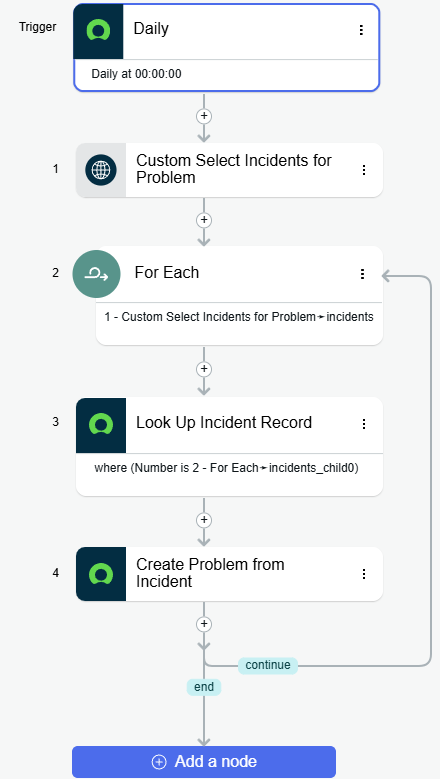 Trigger
Daily
Daily at 00:00:00
1
Custom Select Incidents for
Problem
2
For Each
1 - Custom Select Incidents for Problem➛incidents
3
Look Up Incident Record
where (Number is 2 - For Each➛incidents_child0)
4
Create Problem from
Incident
continue
end
Add a node